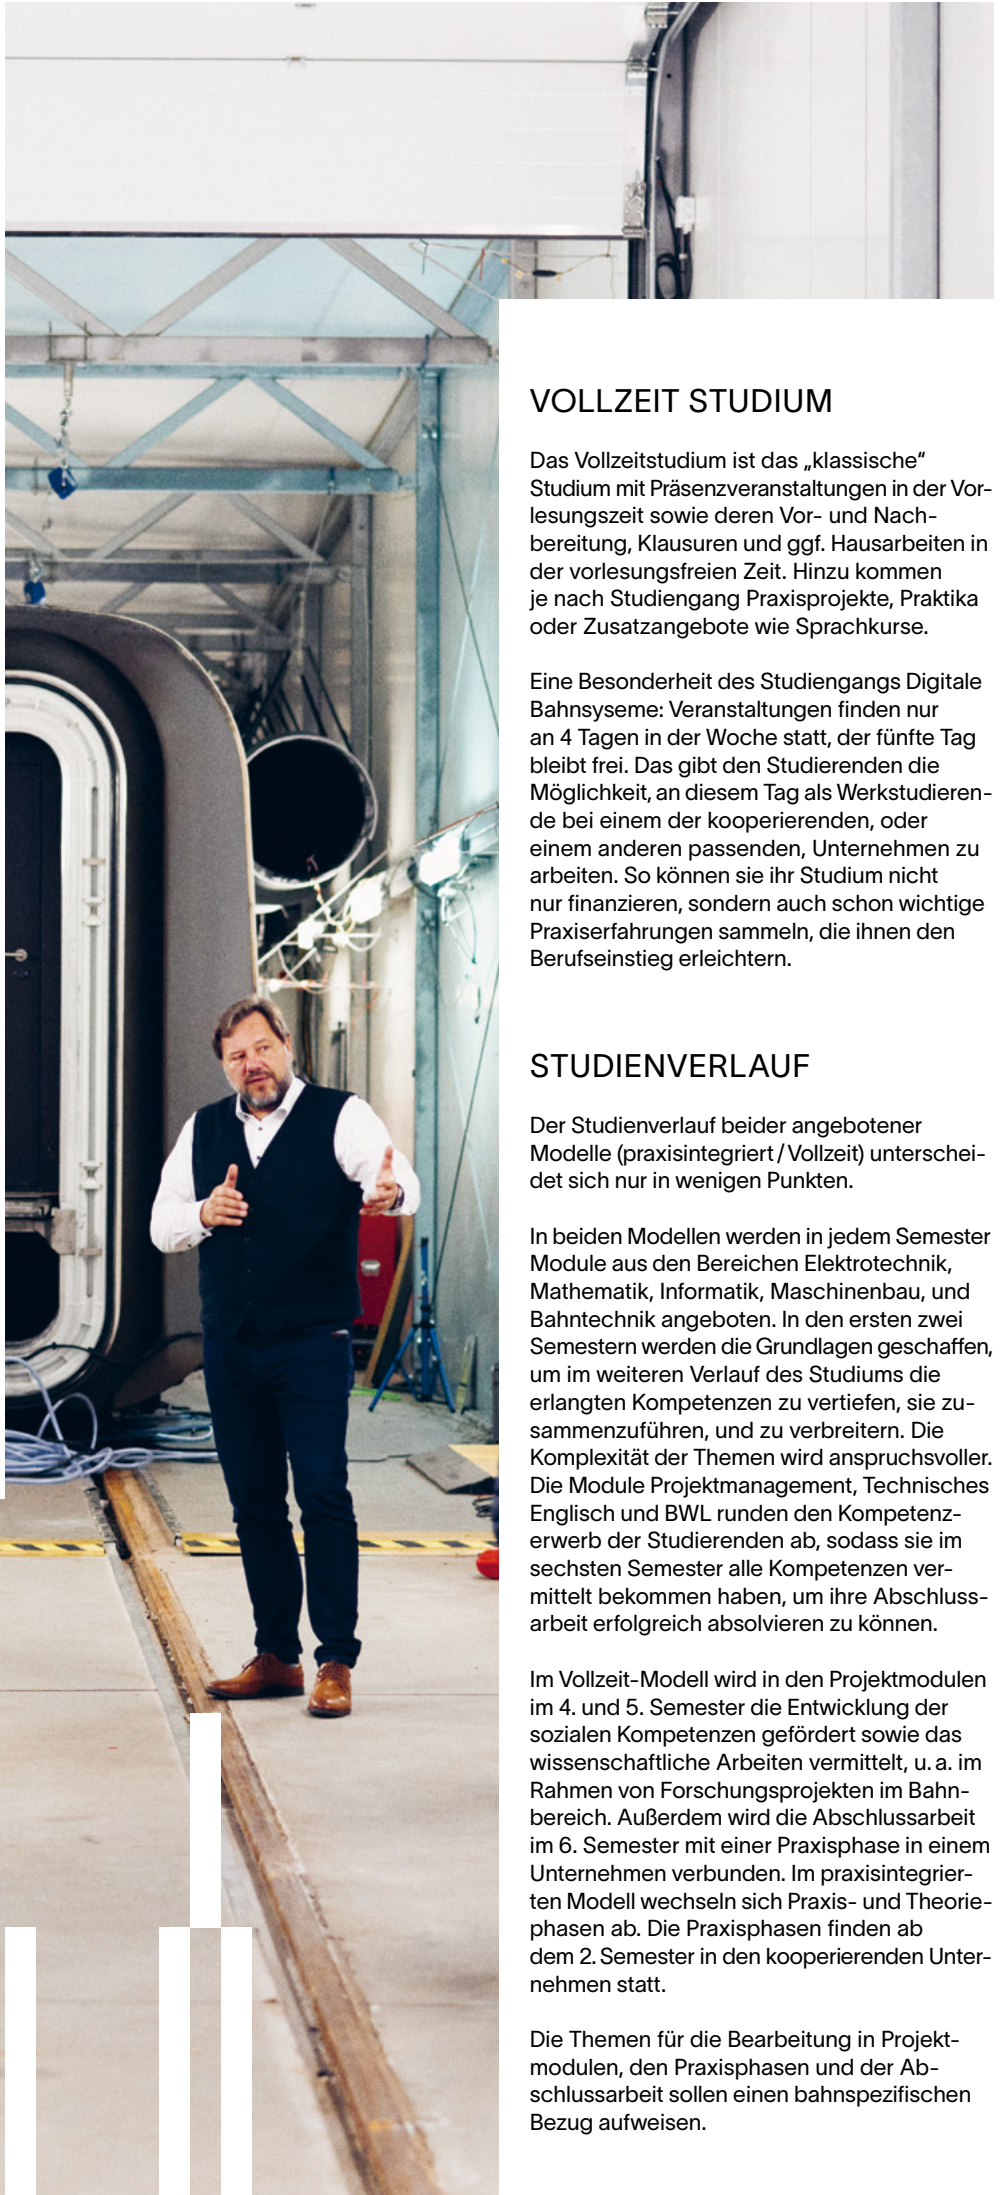 VOLLZEIT STUDIUM
Das Vollzeitstudium ist das „klassische“
Studium mit Präsenzveranstaltungen in der Vor-
lesungszeit sowie deren Vor- und Nach-
bereitung, Klausuren und ggf. Hausarbeiten in
der vorlesungsfreien Zeit. Hinzu kommen
je nach Studiengang Praxisprojekte, Praktika
oder Zusatzangebote wie Sprachkurse.
Eine Besonderheit des Studiengangs Digitale
Bahnsyseme: Veranstaltungen finden nur
an 4 Tagen in der Woche statt, der fünfte Tag
bleibt frei. Das gibt den Studierenden die
Möglichkeit, an diesem Tag als Werkstudieren-
de bei einem der kooperierenden, oder
einem anderen passenden, Unternehmen zu
arbeiten. So können sie ihr Studium nicht
nur finanzieren, sondern auch schon wichtige
Praxiserfahrungen sammeln, die ihnen den
Berufseinstieg erleichtern.
STUDIENVERLAUF
Der Studienverlauf beider angebotener
Modelle (praxisintegriert / Vollzeit) unterschei-
det sich nur in wenigen Punkten.
In beiden Modellen werden in jedem Semester
Module aus den Bereichen Elektrotechnik,
Mathematik, Informatik, Maschinenbau, und
Bahntechnik angeboten. In den ersten zwei
Semestern werden die Grundlagen geschaffen,
um im weiteren Verlauf des Studiums die
erlangten Kompetenzen zu vertiefen, sie zu-
sammenzuführen, und zu verbreitern. Die
Komplexität der Themen wird anspruchsvoller.
Die Module Projektmanagement, Technisches
Englisch und BWL runden den Kompetenz-
erwerb der Studierenden ab, sodass sie im
sechsten Semester alle Kompetenzen ver-
mittelt bekommen haben, um ihre Abschluss-
arbeit erfolgreich absolvieren zu können.
Im Vollzeit-Modell wird in den Projektmodulen
im 4. und 5. Semester die Entwicklung der
sozialen Kompetenzen gefördert sowie das
wissenschaftliche Arbeiten vermittelt, u. a. im
Rahmen von Forschungsprojekten im Bahn-
bereich. Außerdem wird die Abschlussarbeit
im 6. Semester mit einer Praxisphase in einem
Unternehmen verbunden. Im praxisintegrier-
ten Modell wechseln sich Praxis- und Theorie-
phasen ab. Die Praxisphasen finden ab
dem 2. Semester in den kooperierenden Unter-
nehmen statt.
Die Themen für die Bearbeitung in Projekt-
modulen, den Praxisphasen und der Ab-
schlussarbeit sollen einen bahnspezifischen
Bezug aufweisen.